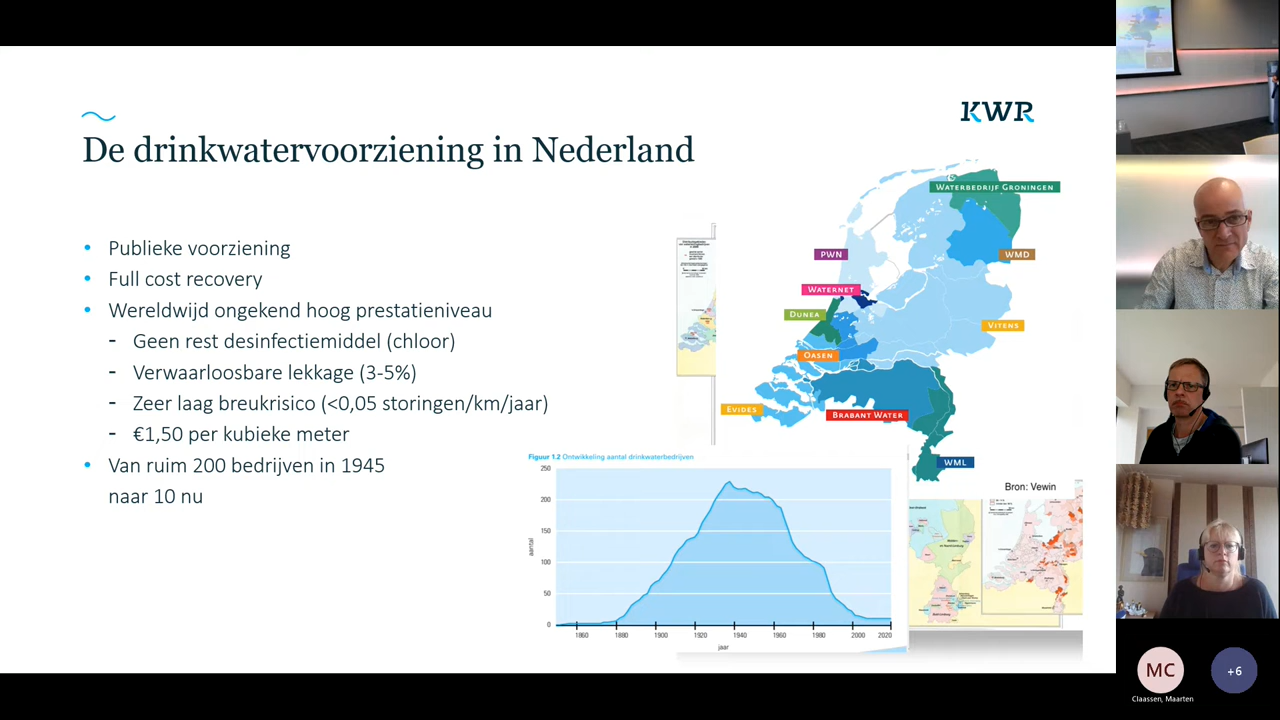 KWR
De drinkwatervoorziening in Nederland
• Publieke voorziening
• Full cost recovery
• Wereldwijd ongekend hoog prestatieniveau
- Geen rest desinfectiemiddel (chloor)
- Verwaarloosbare lekkage (3-5%)
- Zeer laag breukrisico (<0,05 storingen/km/jaar)
- €1,50 per kubieke meter
• Van ruim 200 bedrijven in 1945
naar 10 nu
WATERBEDRIJF GRONINGEN
PWN
WMD
WATERNET
DUNEA
VITENS
OASEN
EVIDES
BRABANT WATER
WML
Bron: Vewin
Figuur 1.2 Ontwikkeling aantal drinkwaterbedrijven
250
200
150
100
50
0
aantal
1860 1880 1900 1920 1940 1960 1980 2000 2020
jaar
MC
+6
Claassen, Maarten